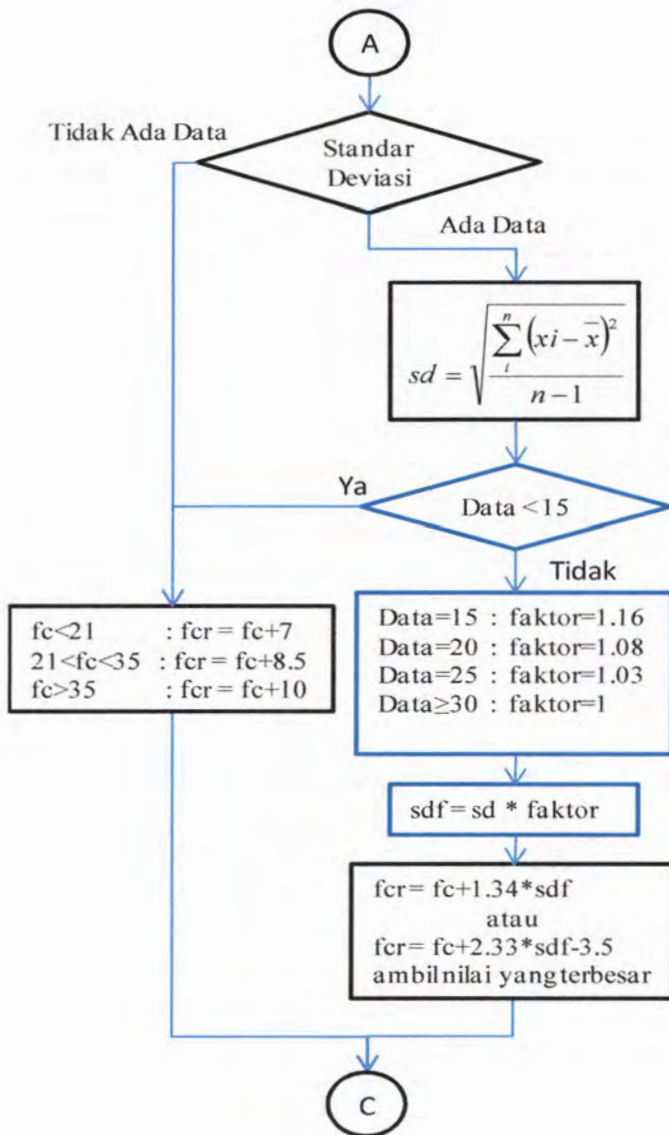 A
Tidak Ada Data
Standar
Deviasi
Ada Data
sd = √(∑ᵢⁿ (xi − x̄)² / (n − 1))
Ya
Data < 15
Tidak
fc<21 : fcr = fc+7
21<fc<35 : fcr = fc+8.5
fc>35 : fcr = fc+10
Data=15 : faktor=1.16
Data=20 : faktor=1.08
Data=25 : faktor=1.03
Data≥30 : faktor=1
sdf= sd * faktor
fcr= fc+1.34*sdf
atau
fcr= fc+2.33*sdf-3.5
ambilnilai yangterbesar
C